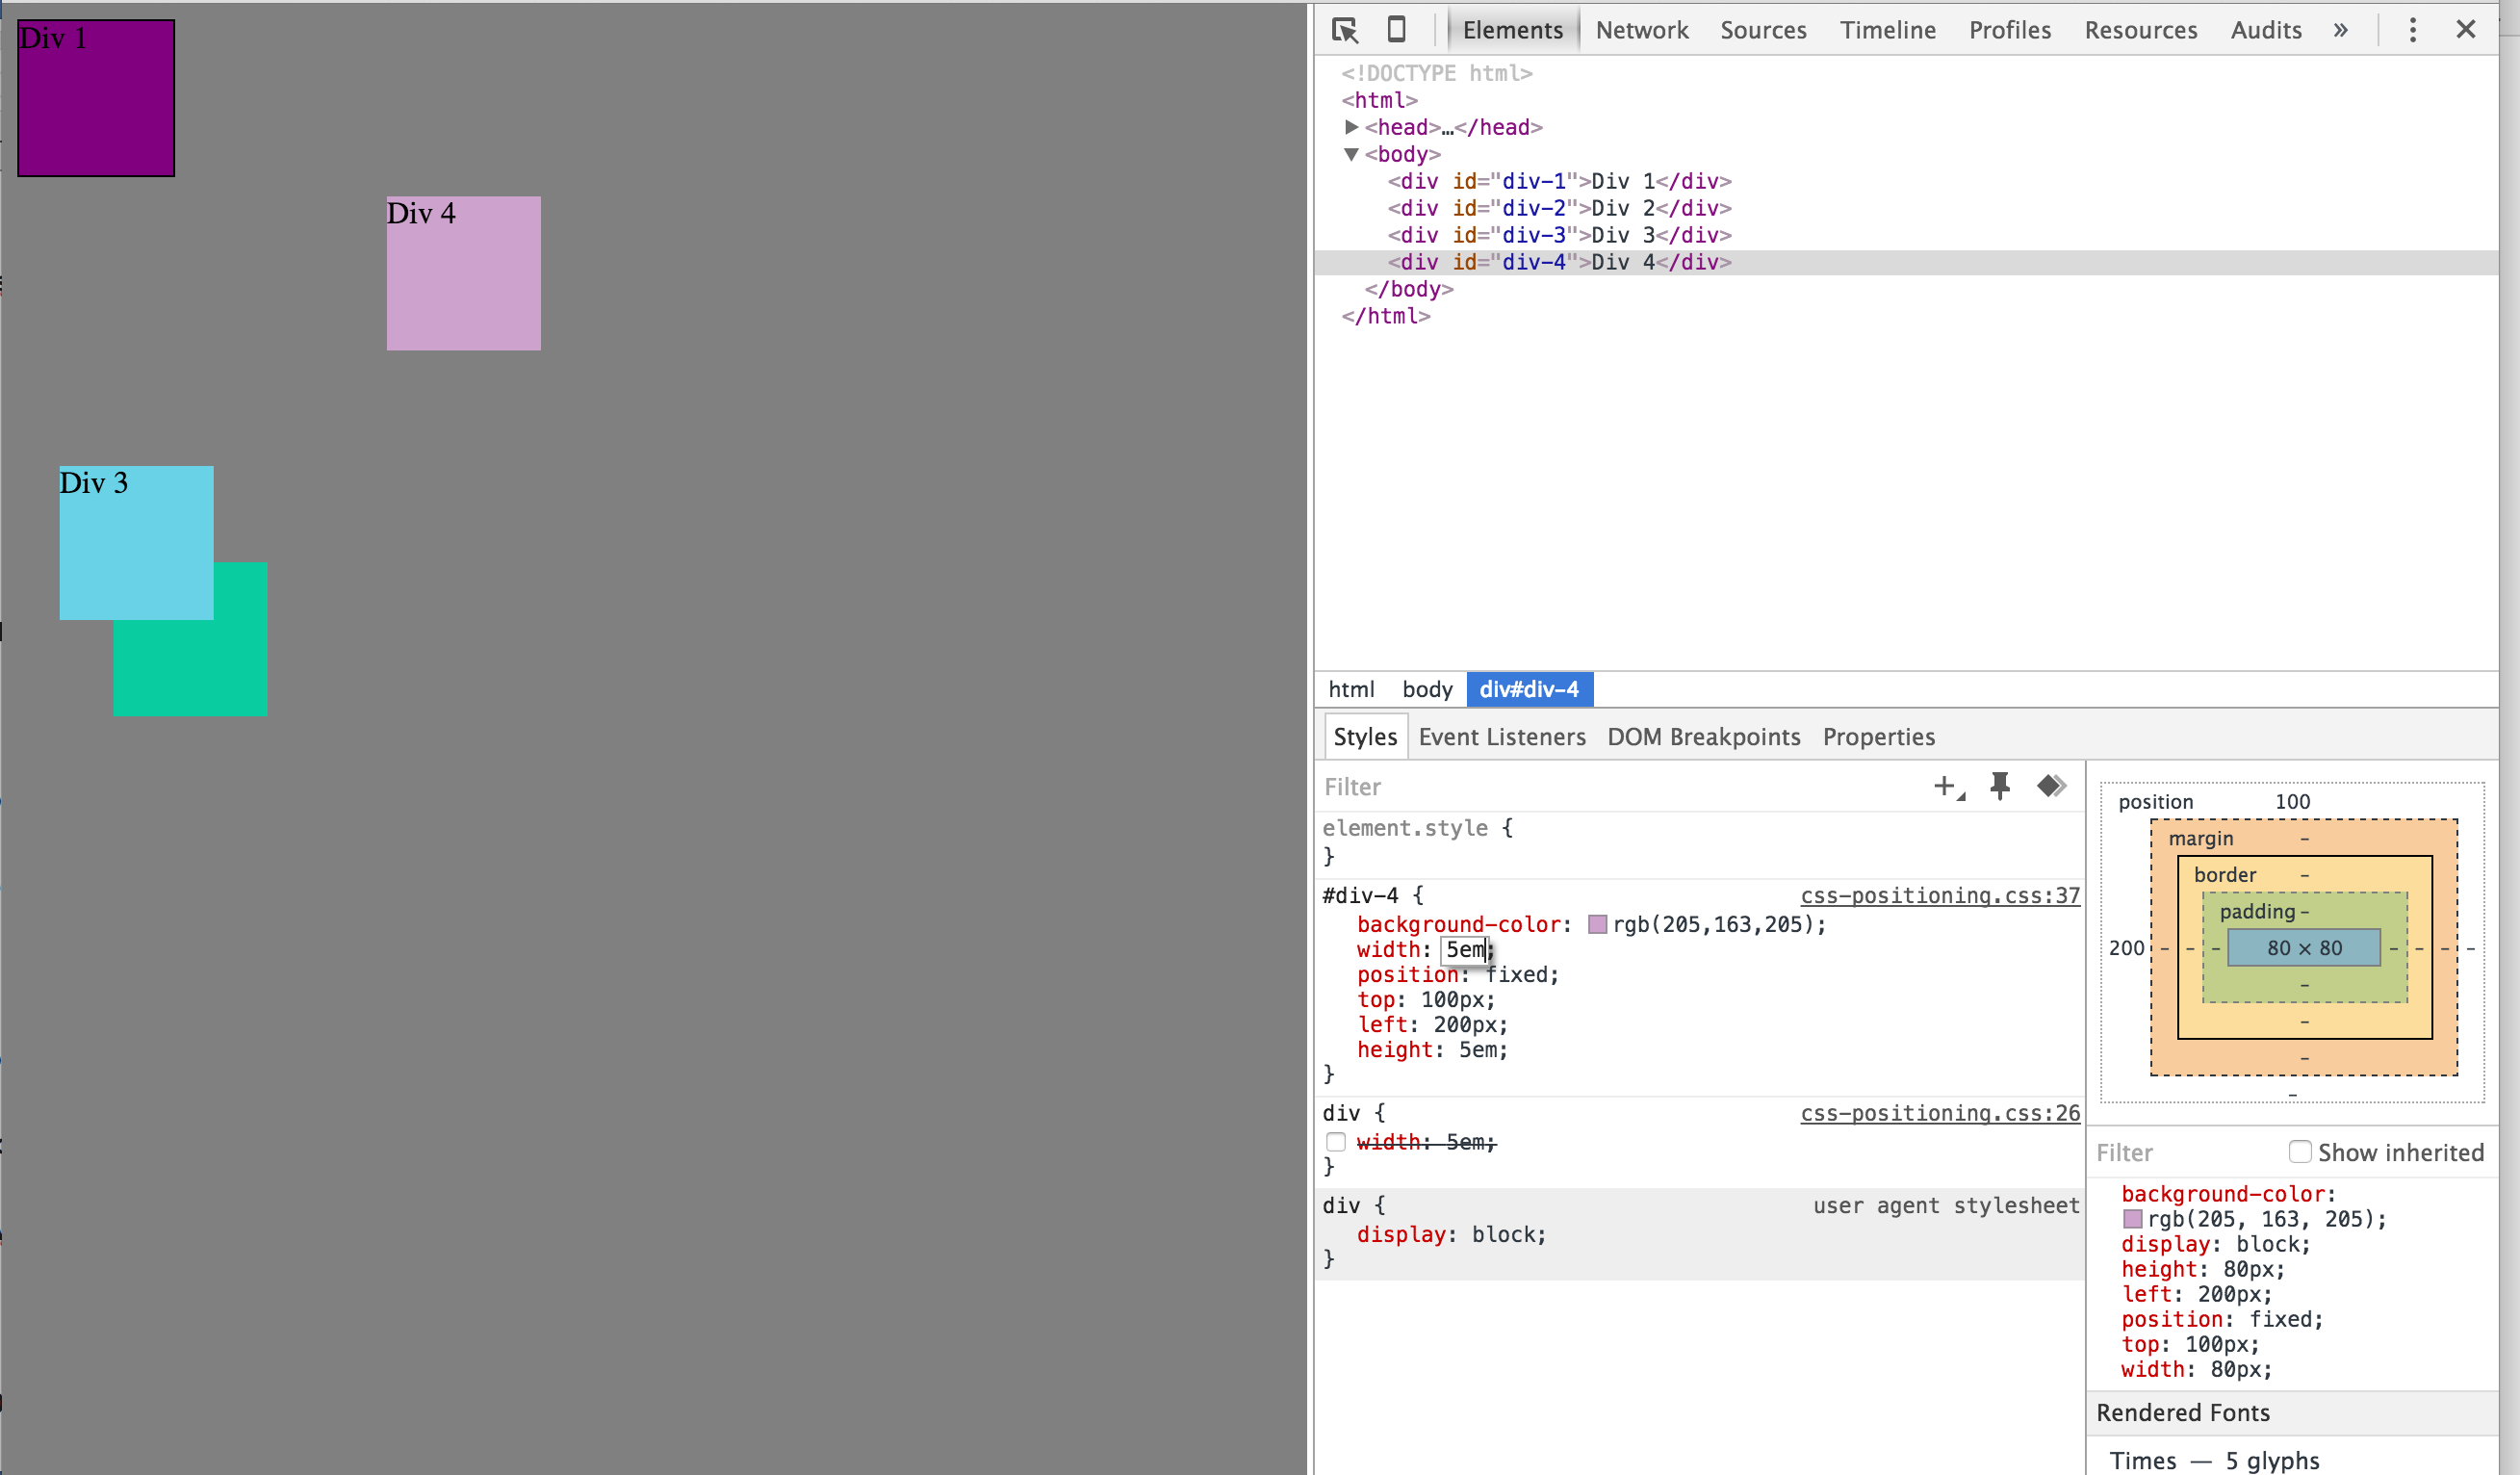 Div 1
Div 4
Div 3
Elements Network Sources Timeline Profiles Resources Audits »
<!DOCTYPE html>
<html>
<head>…</head>
<body>
<div id="div-1">Div 1</div>
<div id="div-2">Div 2</div>
<div id="div-3">Div 3</div>
<div id="div-4">Div 4</div>
</body>
</html>
html body div#div-4
Styles Event Listeners DOM Breakpoints Properties
Filter
element.style {
}
#div-4 { css-positioning.css:37
background-color: rgb(205,163,205);
width: 5em;
position: fixed;
top: 100px;
left: 200px;
height: 5em;
}
div { css-positioning.css:26
width: 5em;
}
div { user agent stylesheet
display: block;
}
position 100
margin –
border –
padding –
200 – – – 80 × 80 – – – –
–
–
–
–
Filter Show inherited
background-color:
rgb(205, 163, 205);
display: block;
height: 80px;
left: 200px;
position: fixed;
top: 100px;
width: 80px;
Rendered Fonts
Times — 5 glyphs